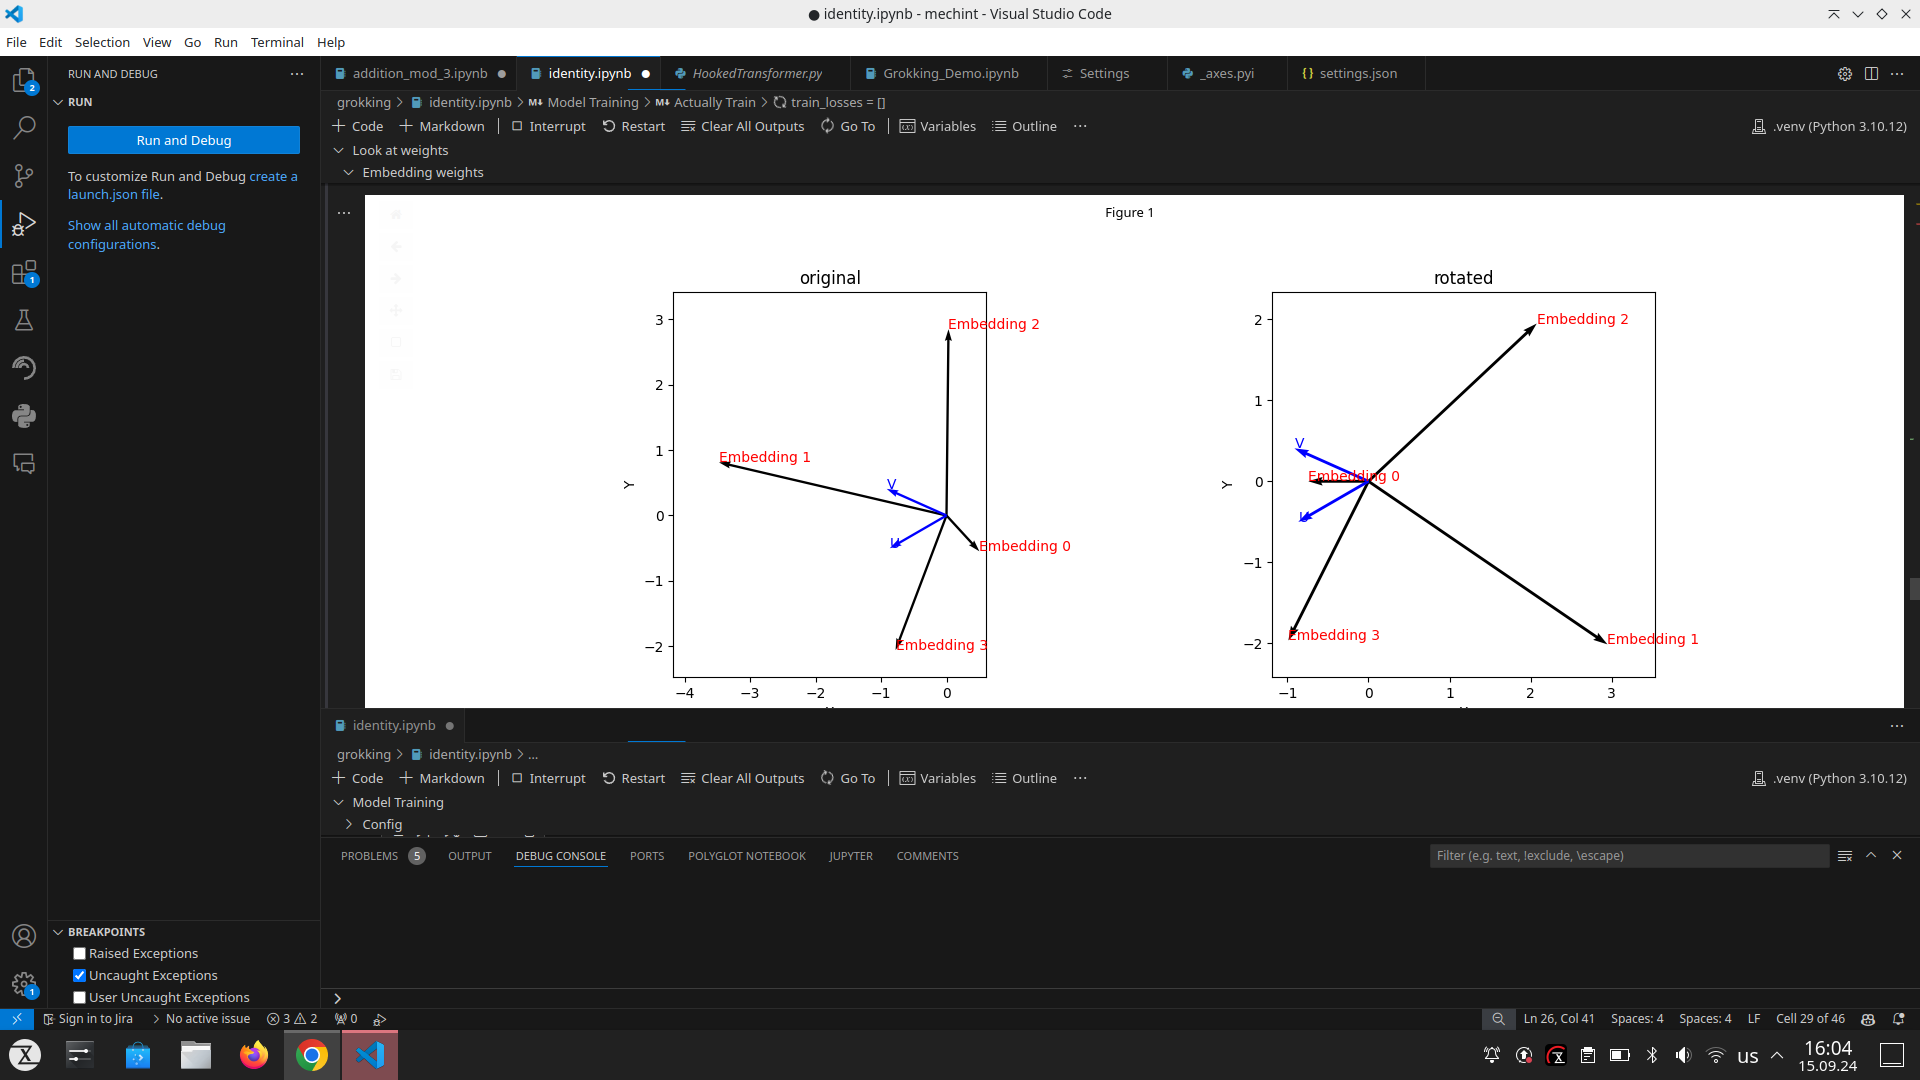 ● identity.ipynb - mechint - Visual Studio Code
File Edit Selection View Go Run Terminal Help
RUN AND DEBUG ···
RUN
Run and Debug
To customize Run and Debug create a
launch.json file.
Show all automatic debug
configurations.
addition_mod_3.ipynb ● identity.ipynb ● HookedTransformer.py Grokking_Demo.ipynb Settings _axes.pyi settings.json ···
grokking > identity.ipynb > M↓ Model Training > M↓ Actually Train > train_losses = []
+ Code + Markdown | Interrupt Restart Clear All Outputs Go To | Variables Outline ··· .venv (Python 3.10.12)
Look at weights
Embedding weights
···
Figure 1
original
3
2
1
0
−1
−2
Y
−4 −3 −2 −1 0
Embedding 2
Embedding 1
V
U
Embedding 0
Embedding 3
rotated
2
1
0
−1
−2
Y
−1 0 1 2 3
Embedding 2
V
Embedding 0
U
Embedding 3
Embedding 1
identity.ipynb ● ···
grokking > identity.ipynb > ...
+ Code + Markdown | Interrupt Restart Clear All Outputs Go To | Variables Outline ··· .venv (Python 3.10.12)
Model Training
Config
PROBLEMS 5 OUTPUT DEBUG CONSOLE PORTS POLYGLOT NOTEBOOK JUPYTER COMMENTS Filter (e.g. text, !exclude, \escape)
>
2
1
1
BREAKPOINTS
Raised Exceptions
Uncaught Exceptions
User Uncaught Exceptions
Sign in to Jira > No active issue 3 2 0 Ln 26, Col 41 Spaces: 4 Spaces: 4 LF Cell 29 of 46
us 16:04
15.09.24